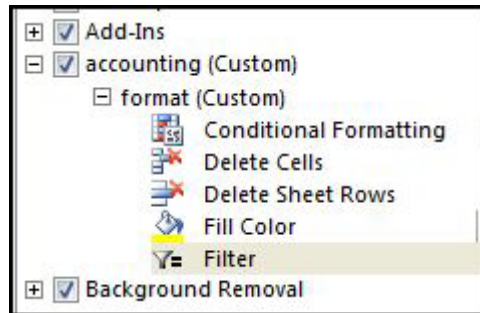 Add-Ins
accounting (Custom)
format (Custom)
Conditional Formatting
Delete Cells
Delete Sheet Rows
Fill Color
Filter
Background Removal